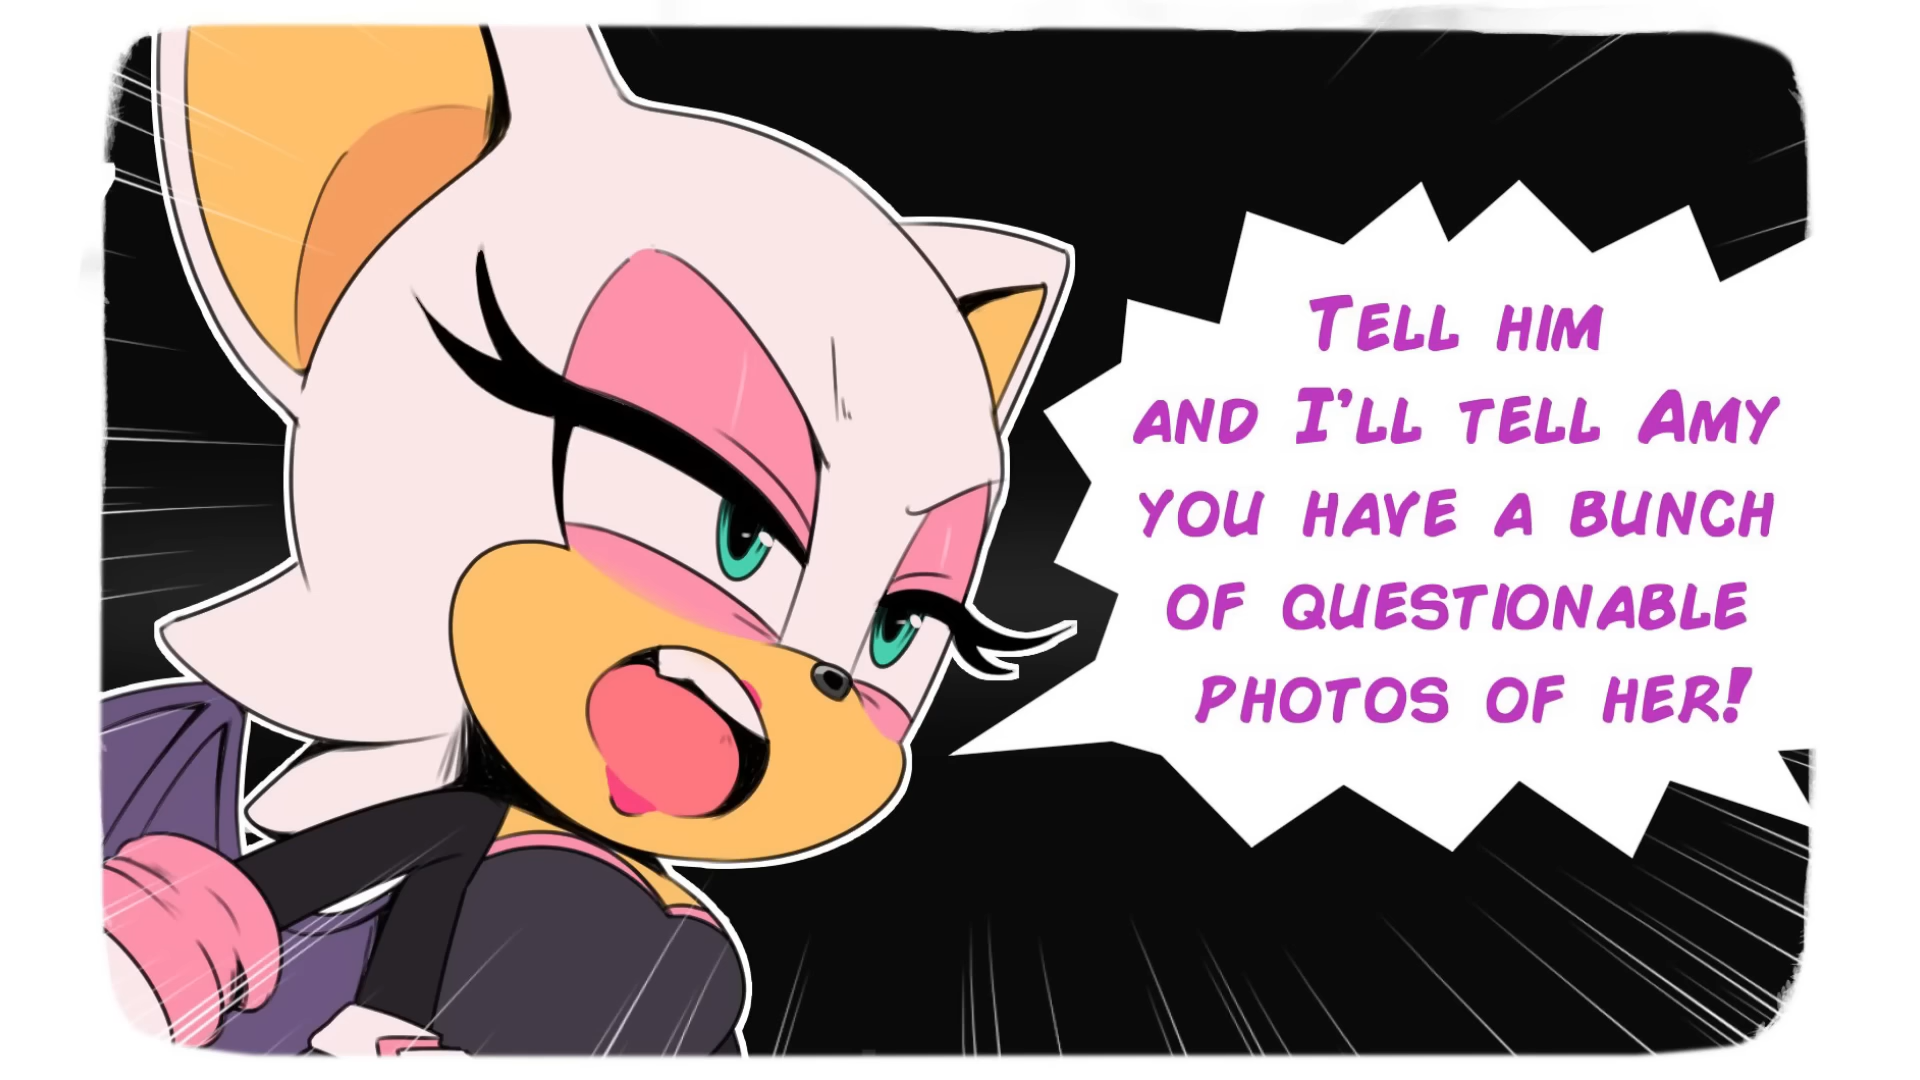 TELL HIM
AND I'LL TELL AMY
YOU HAVE A BUNCH
OF QUESTIONABLE
PHOTOS OF HER!